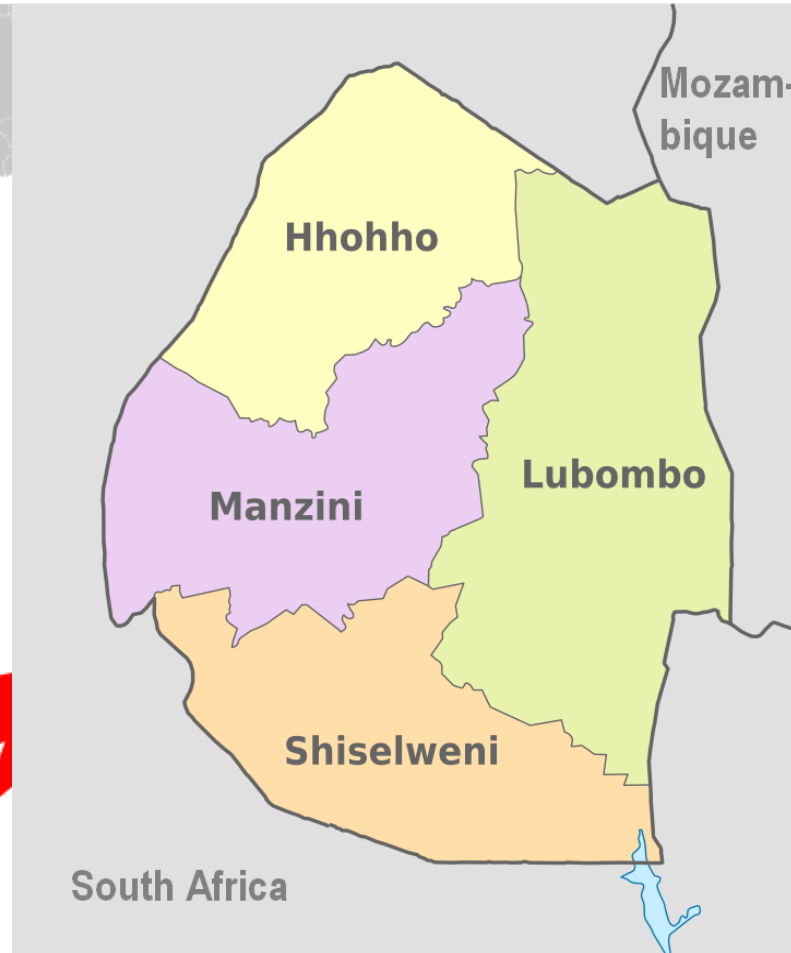 Mozam-
bique
Hhohho
Lubombo
Manzini
Shiselweni
South Africa